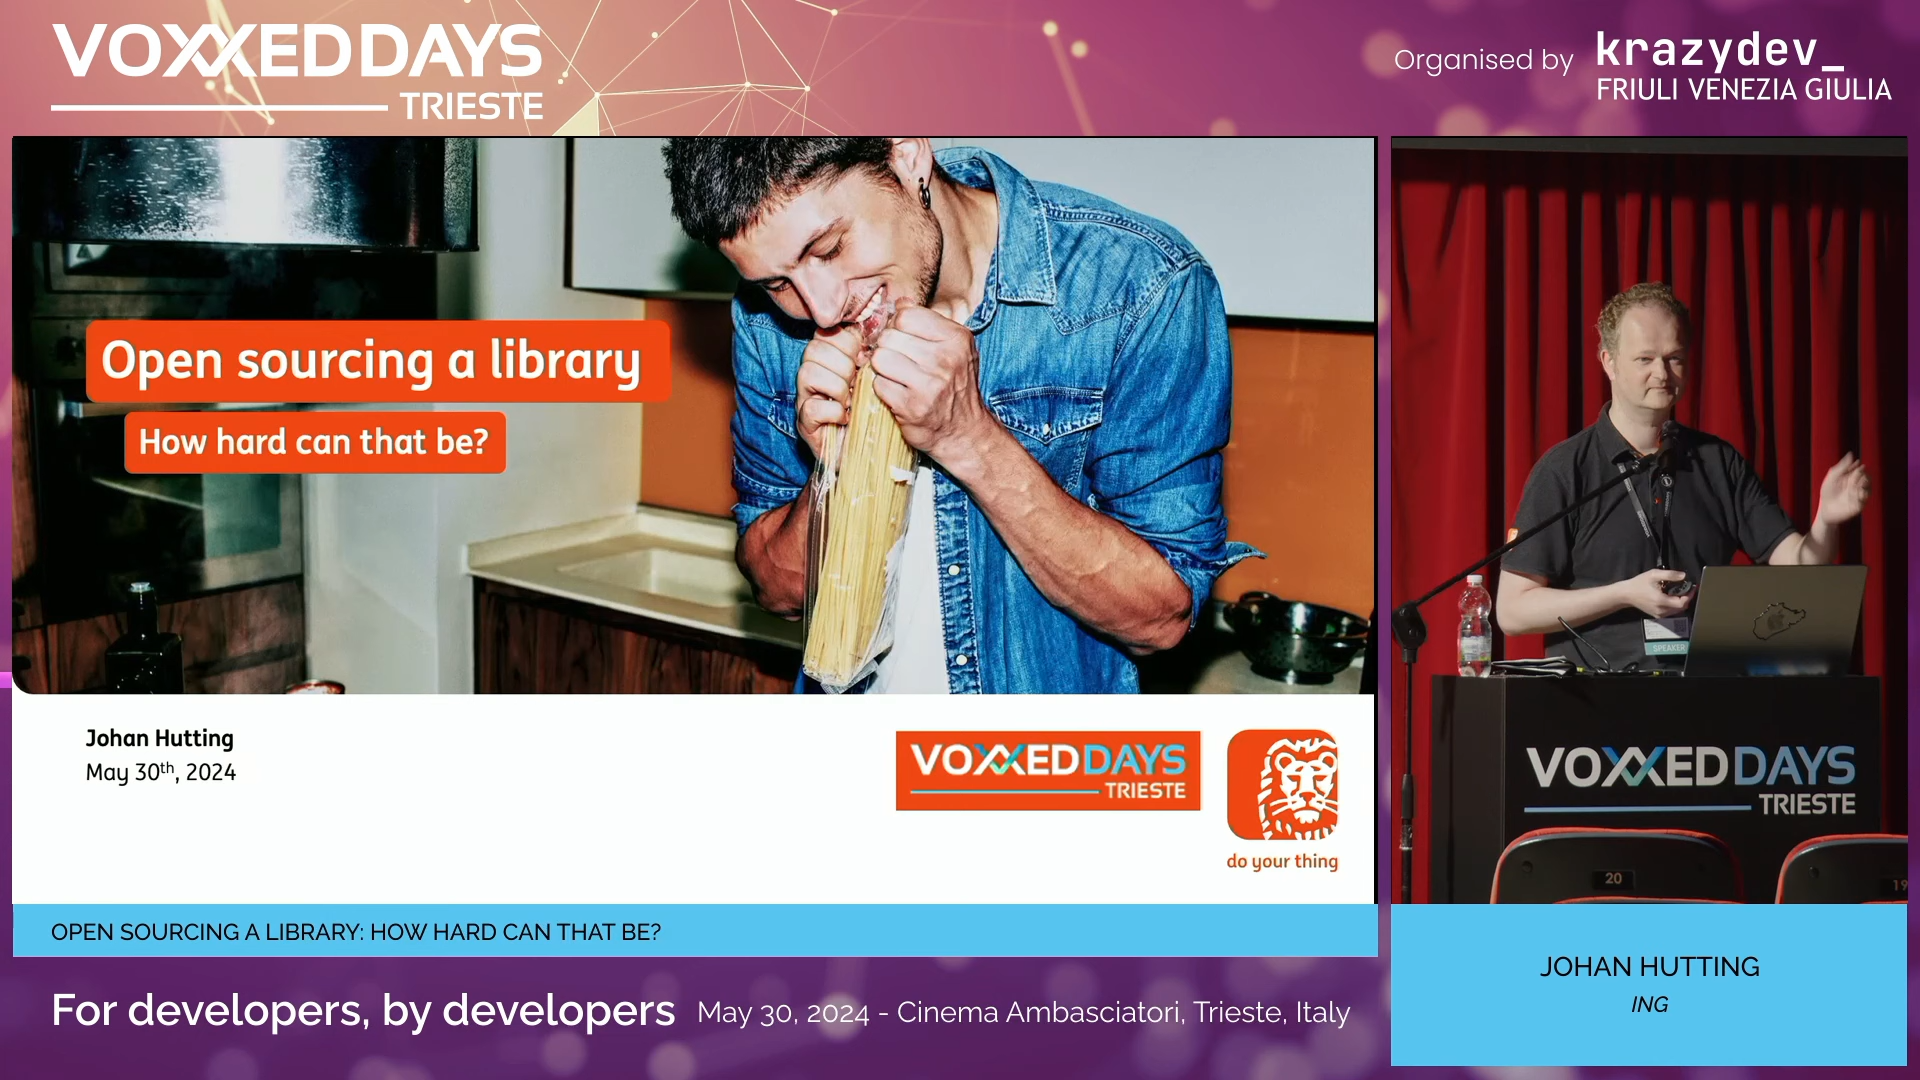 VOXXEDDAYS
TRIESTE
Organised by
krazydev_
FRIULI VENEZIA GIULIA
Open sourcing a library
How hard can that be?
Johan Hutting
May 30th, 2024
VOXXEDDAYS
TRIESTE
do your thing
SPEAKER
VOXXEDDAYS
TRIESTE
20
19
OPEN SOURCING A LIBRARY: HOW HARD CAN THAT BE?
JOHAN HUTTING
ING
For developers, by developers
May 30, 2024 - Cinema Ambasciatori, Trieste, Italy